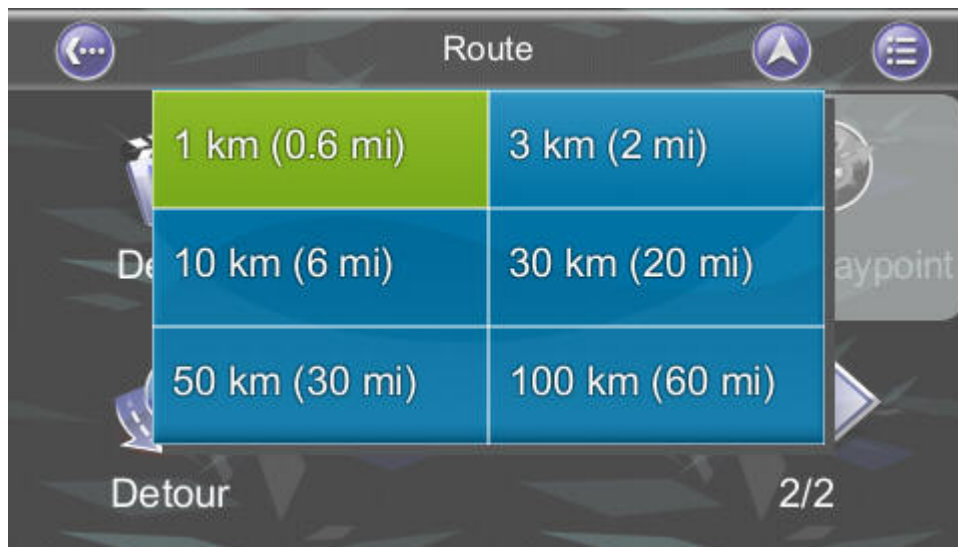 Route
1 km (0.6 mi)
3 km (2 mi)
10 km (6 mi)
30 km (20 mi)
50 km (30 mi)
100 km (60 mi)
Detour
2/2